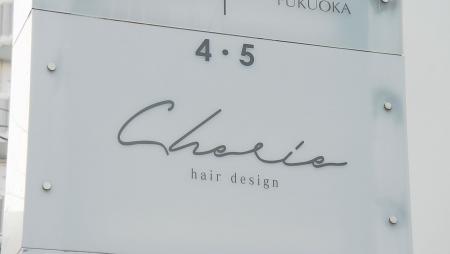 FUKUOKA
4・5
Cherie
hair design